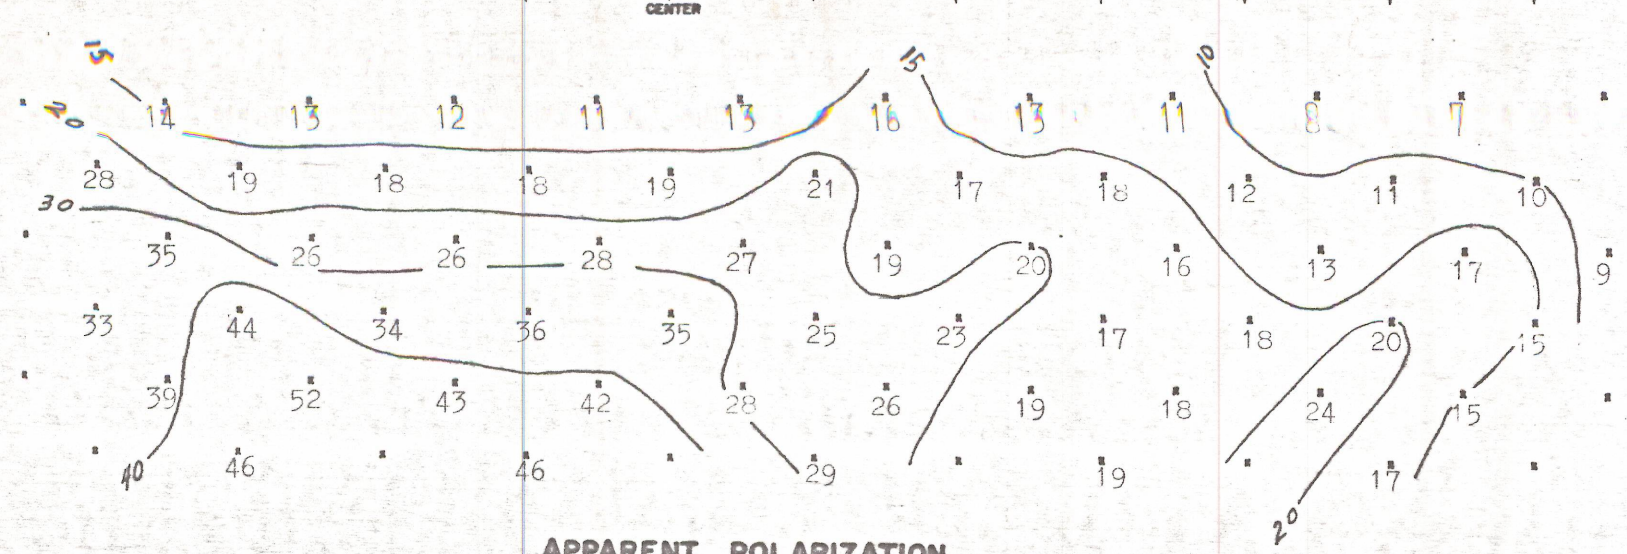 CENTER
15 15 10
20 14 13 12 11 13 16 13 11 8 7
28 19 18 18 19 21 17 18 12 11 10
30 35 26 26 28 27 19 20 16 13 17 9
33 44 34 36 35 25 23 17 18 20 15
39 52 43 42 28 26 19 18 24 15
40 46 46 29 19 17
20
APPARENT POLARIZATION